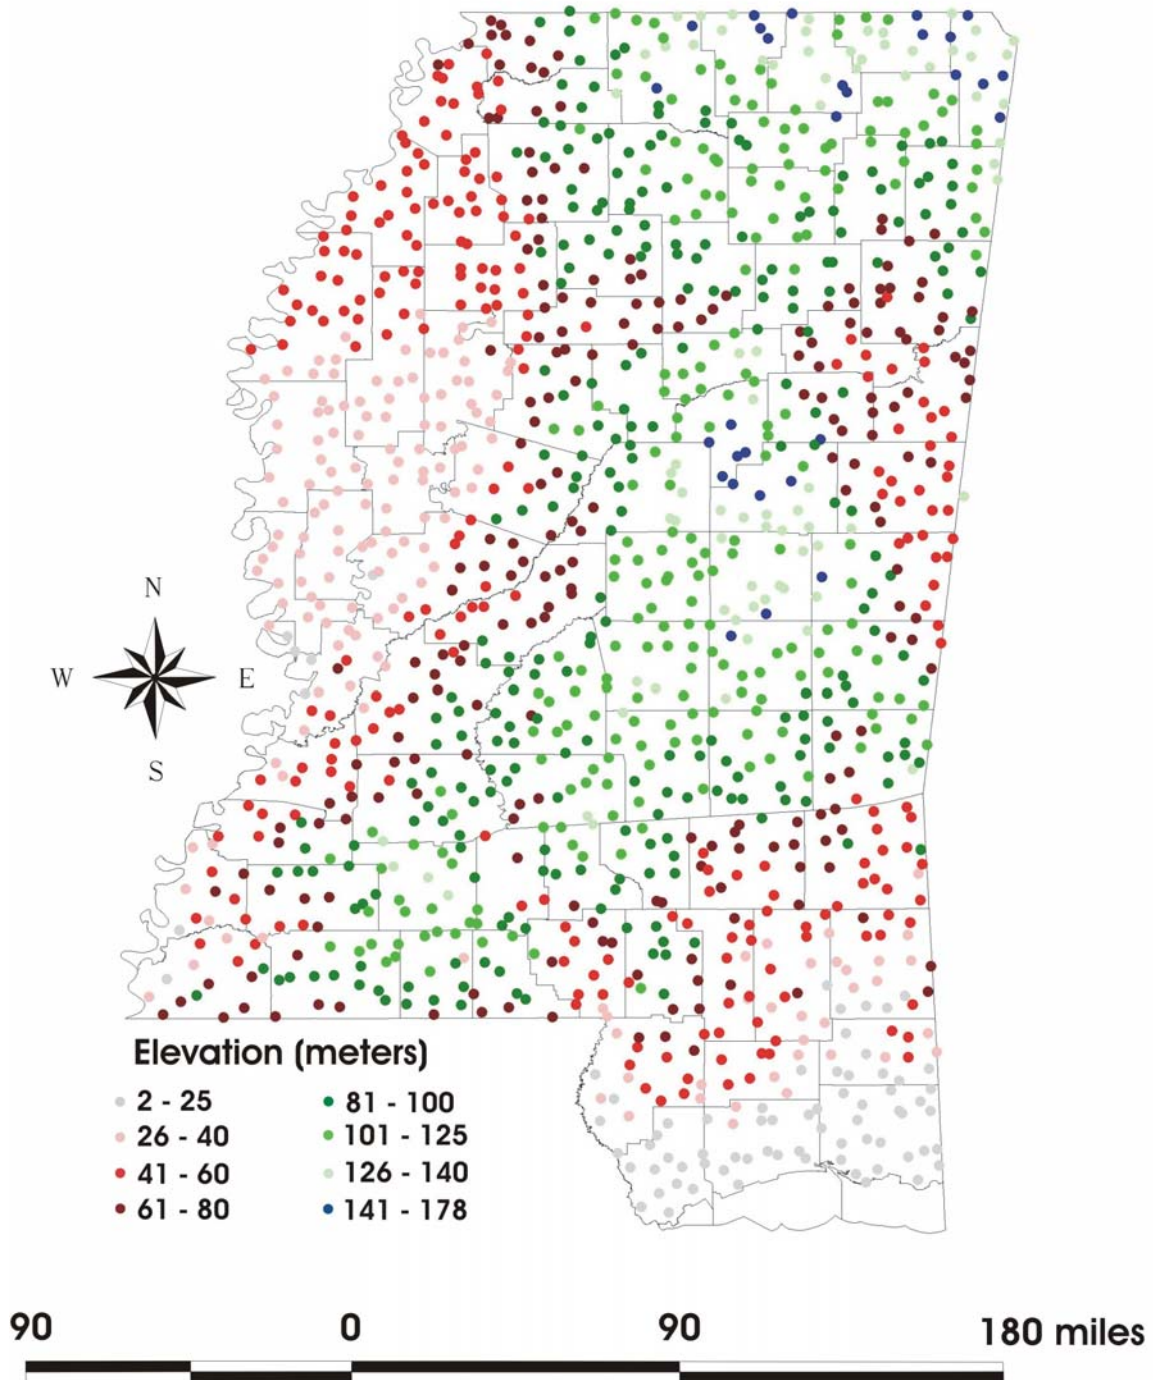 N
W E
S
Elevation (meters)
2 - 25 81 - 100
26 - 40 101 - 125
41 - 60 126 - 140
61 - 80 141 - 178
90 0 90 180 miles